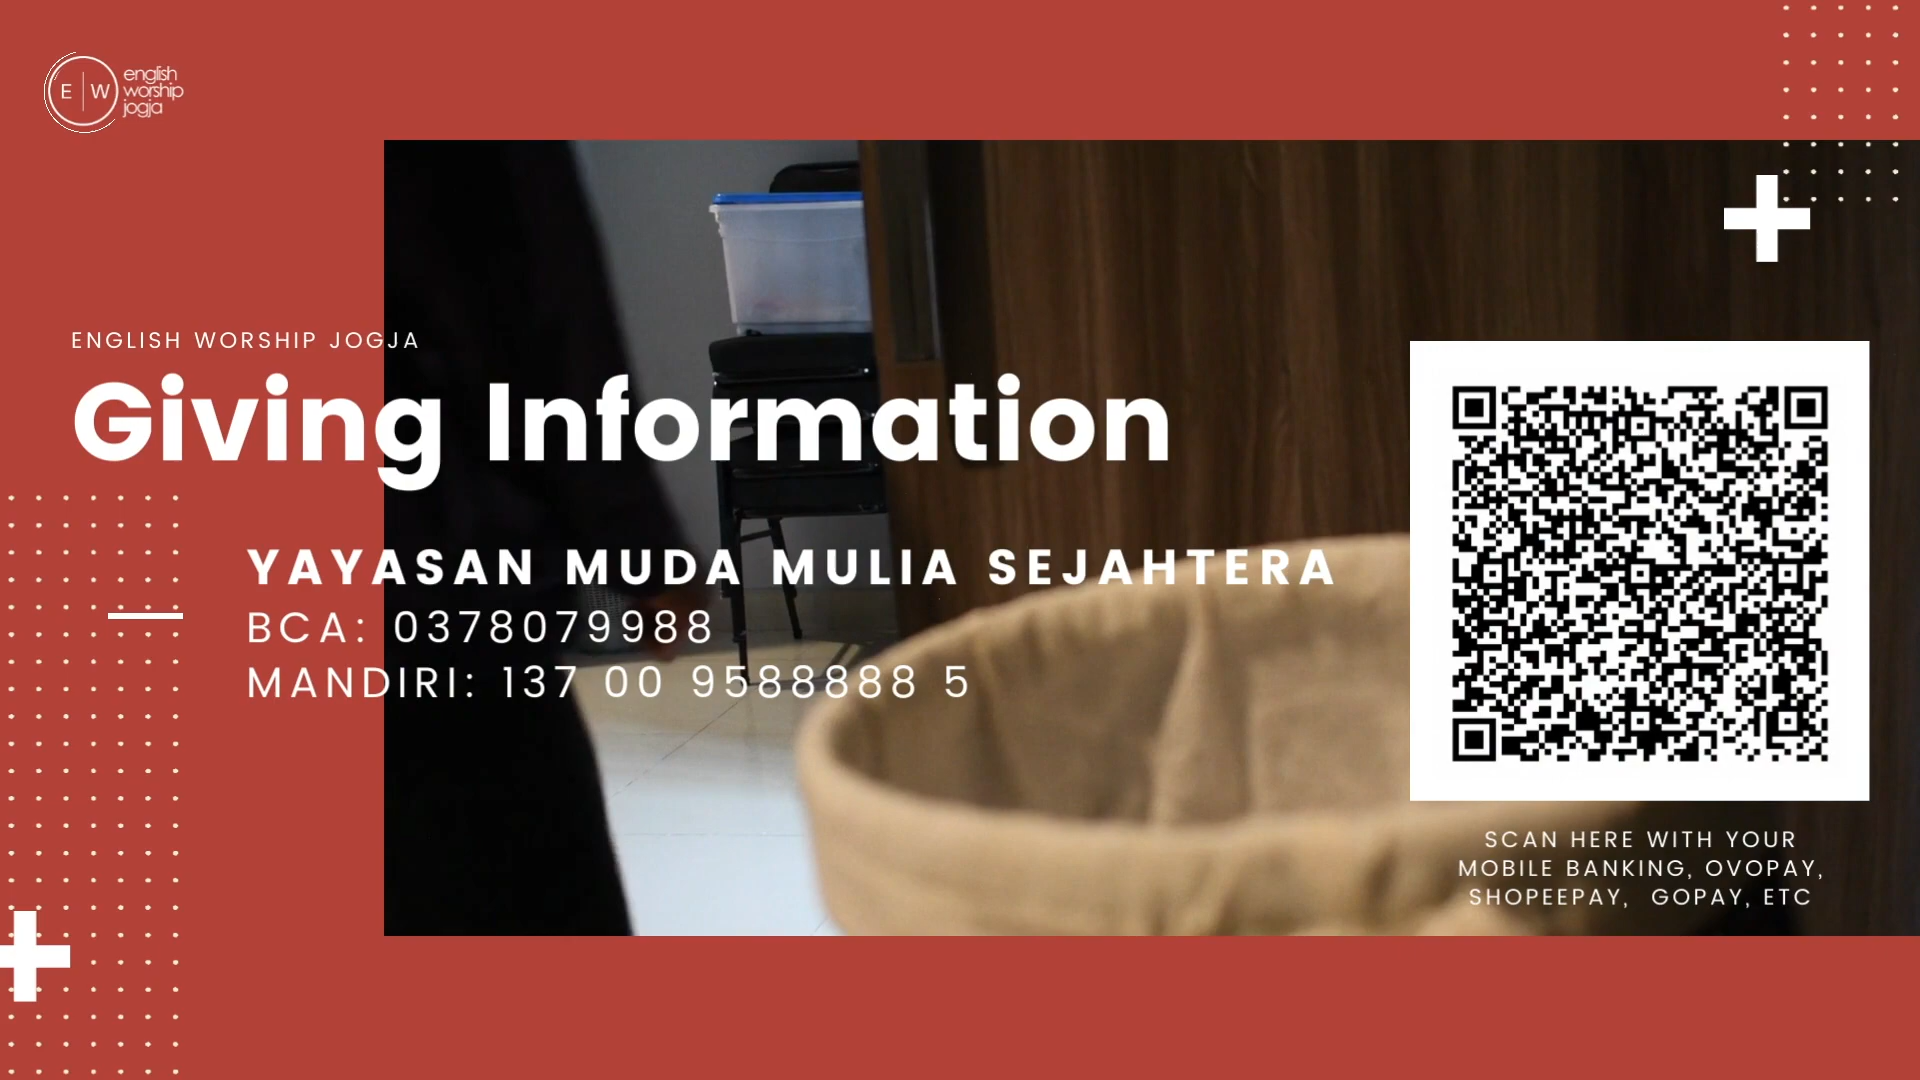 E W
english
worship
jogja
ENGLISH WORSHIP JOGJA
Giving Information
YAYASAN MUDA MULIA SEJAHTERA
BCA: 0378079988
MANDIRI: 137 00 9588888 5
SCAN HERE WITH YOUR
MOBILE BANKING, OVOPAY,
SHOPEEPAY, GOPAY, ETC